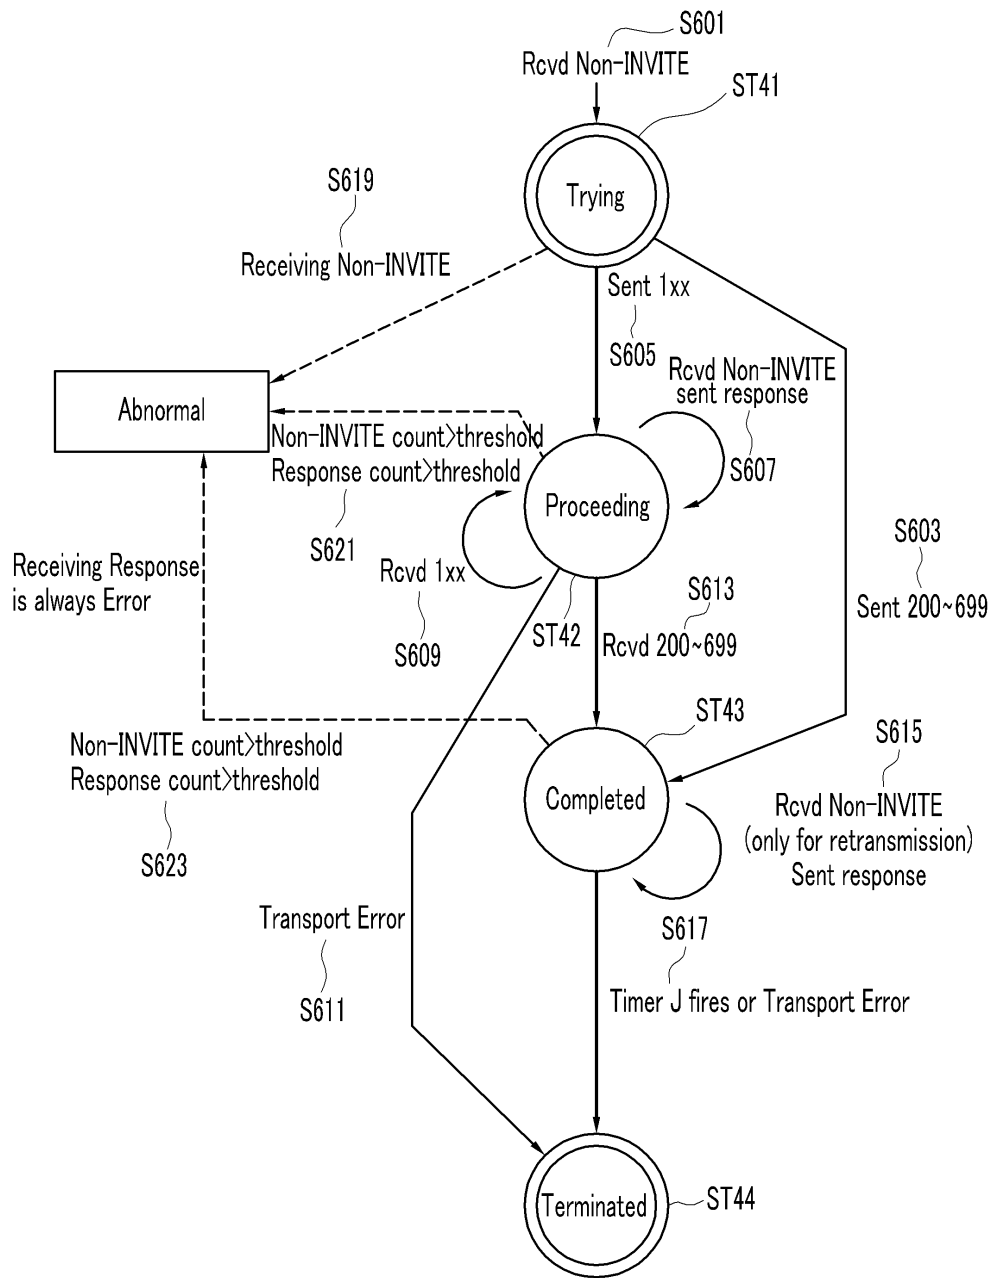 S601
Rcvd Non-INVITE
ST41
Trying
S619
Receiving Non-INVITE
Sent 1xx
S605
Rcvd Non-INVITE
sent response
S607
Abnormal
Non-INVITE count>threshold
Response count>threshold
S621
Proceeding
S603
Sent 200~699
Receiving Response
is always Error
Rcvd 1xx
S609
ST42
S613
Rcvd 200~699
ST43
Non-INVITE count>threshold
Response count>threshold
S623
Completed
S615
Rcvd Non-INVITE
(only for retransmission)
Sent response
Transport Error
S611
S617
Timer J fires or Transport Error
Terminated
ST44